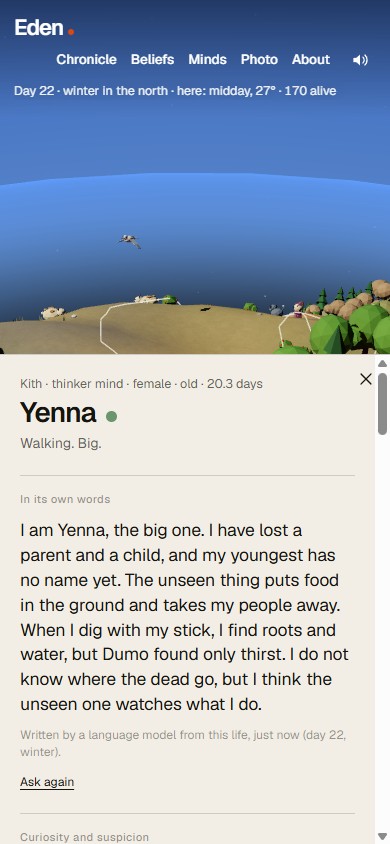 Eden
Chronicle Beliefs Minds Photo About
Day 22 · winter in the north · here: midday, 27° · 170 alive
Kith · thinker mind · female · old · 20.3 days
Yenna
Walking. Big.
In its own words
I am Yenna, the big one. I have lost a
parent and a child, and my youngest has
no name yet. The unseen thing puts food
in the ground and takes my people away.
When I dig with my stick, I find roots and
water, but Dumo found only thirst. I do not
know where the dead go, but I think the
unseen one watches what I do.
Written by a language model from this life, just now (day 22,
winter).
Ask again
Curiosity and suspicion